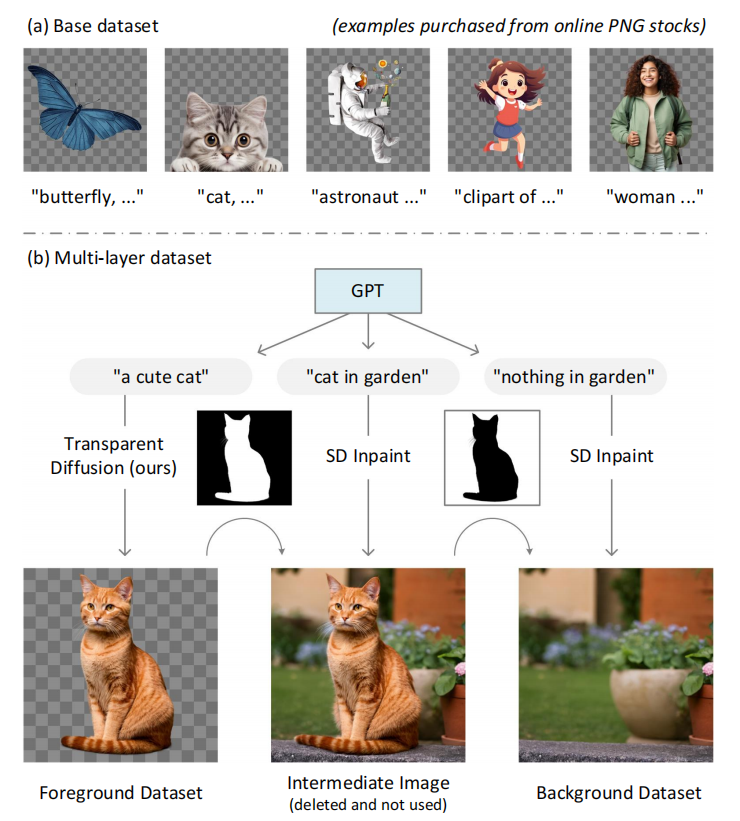 (a) Base dataset (examples purchased from online PNG stocks)
"butterfly, ..." "cat, ..." "astronaut ..." "clipart of ..." "woman ..."
(b) Multi-layer dataset
GPT
"a cute cat" "cat in garden" "nothing in garden"
Transparent
Diffusion (ours)
SD Inpaint
SD Inpaint
Foreground Dataset
Intermediate Image
(deleted and not used)
Background Dataset